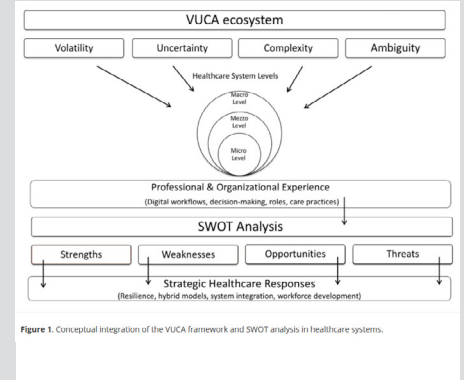 VUCA ecosystem
Volatility
Uncertainty
Complexity
Ambiguity
Healthcare System Levels
Macro
Level
Mezzo
Level
Micro
Level
Professional & Organizational Experience
(Digital workflows, decision-making, roles, care practices)
SWOT Analysis
Strengths
Weaknesses
Opportunities
Threats
Strategic Healthcare Responses
(Resilience, hybrid models, system integration, workforce development)
Figure 1. Conceptual integration of the VUCA framework and SWOT analysis in healthcare systems.